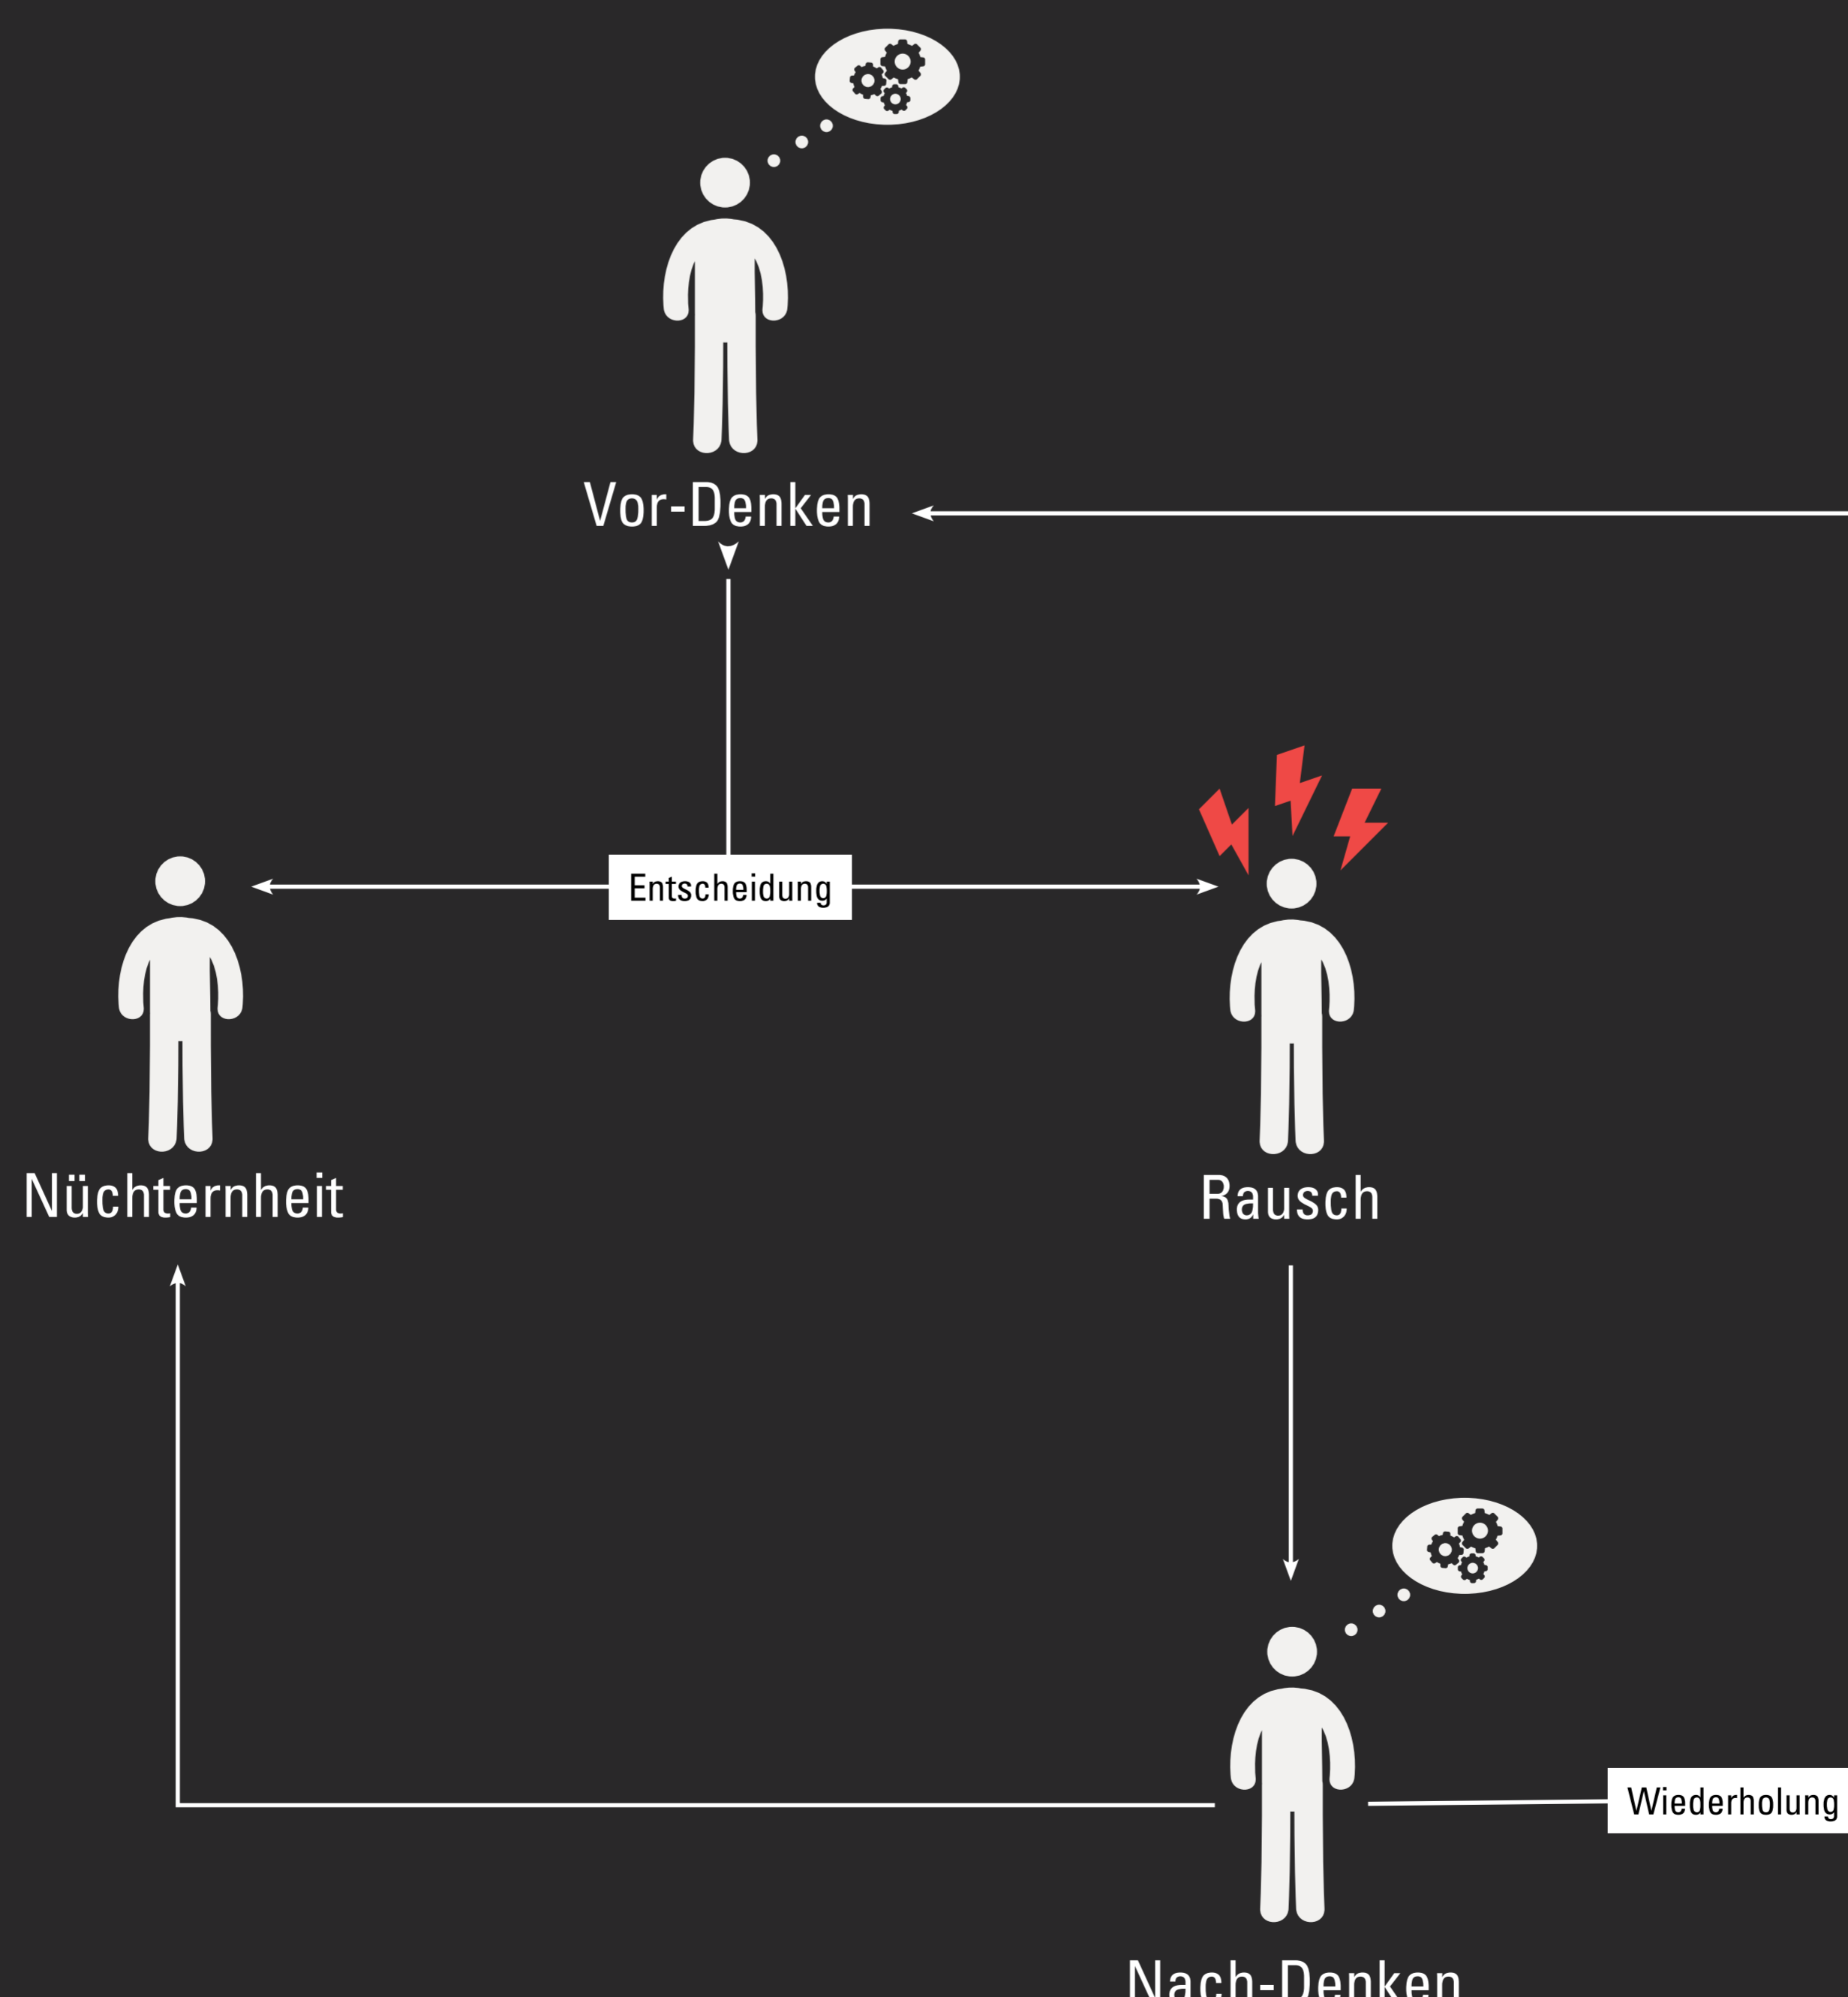 Vor-Denken
Entscheidung
Nüchternheit
Rausch
Wiederholung
Nach-Denken